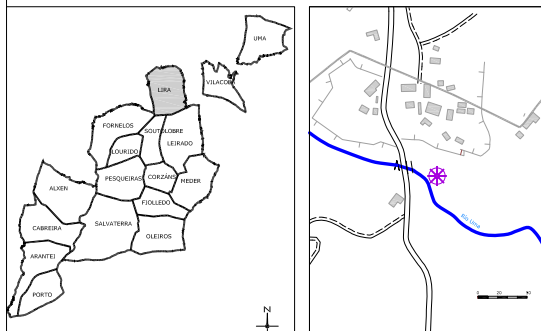 UMA
VILACOBA
LIRA
FORNELOS
SOUTOLOBRE
LEIRADO
LOURIDO
PESQUEIRAS
CORZÁNS
MEDER
ALXEN
FIOLLEDO
SALVATERRA
CABREIRA
OLEIROS
ARANTEI
PORTO
N
Río Uma
0 20 40